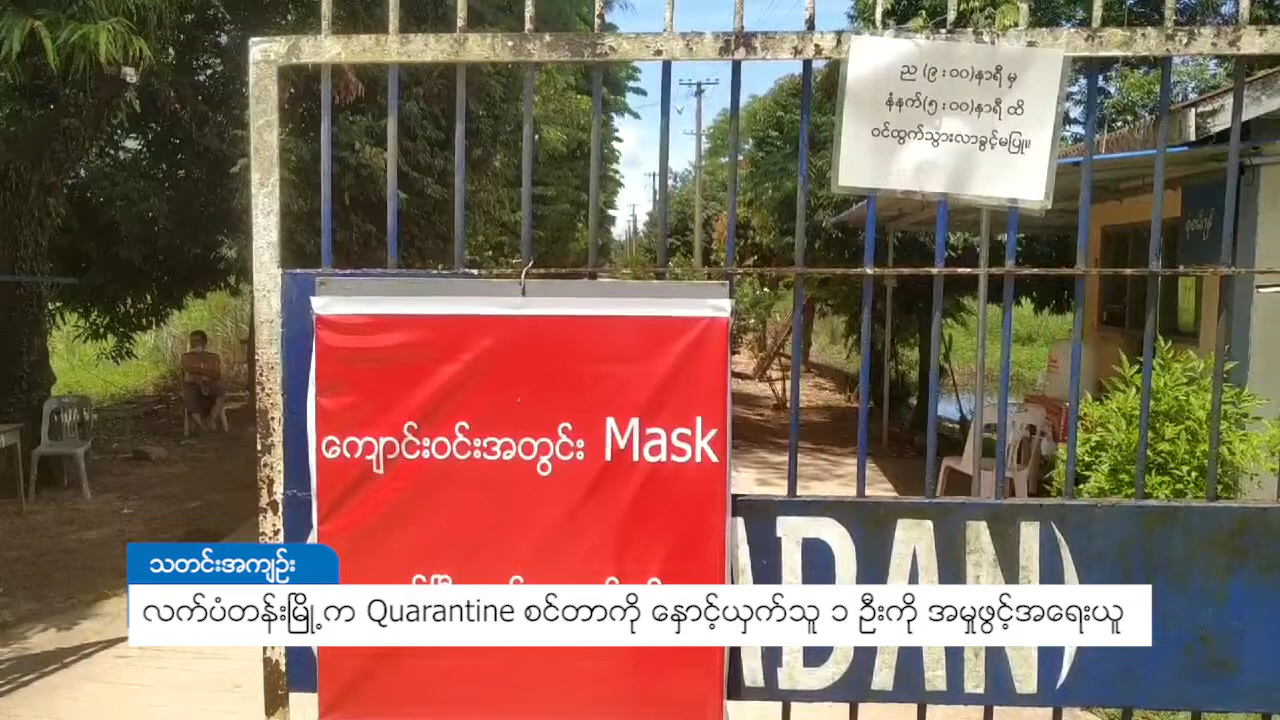 ည (၉ : ၀၀)နာရီ မှ
နံနက်(၅ : ၀၀)နာရီ ထိ
ဝင်ထွက်သွားလာခွင့်မပြု။
ကျောင်းဝင်းအတွင်း Mask
ADAN)
သတင်းအကျဉ်း
လက်ပံတန်းမြို့က Quarantine စင်တာကို နှောင့်ယှက်သူ ၁ ဦးကို အမှုဖွင့်အရေးယူ